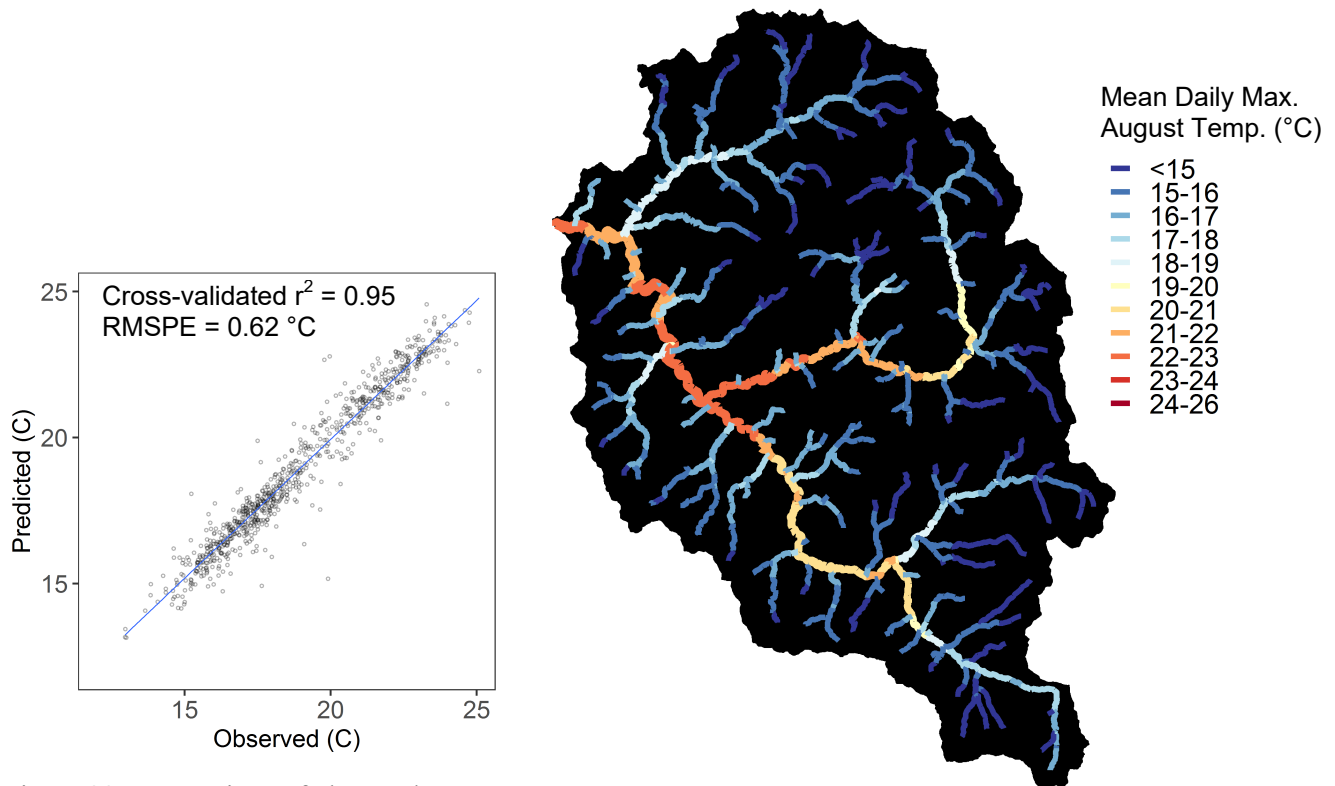 Mean Daily Max.
August Temp. (°C)
<15
15-16
16-17
17-18
18-19
19-20
20-21
21-22
22-23
23-24
24-26
Cross-validated r² = 0.95
RMSPE = 0.62 °C
25
20
15
Predicted (C)
15 20 25
Observed (C)